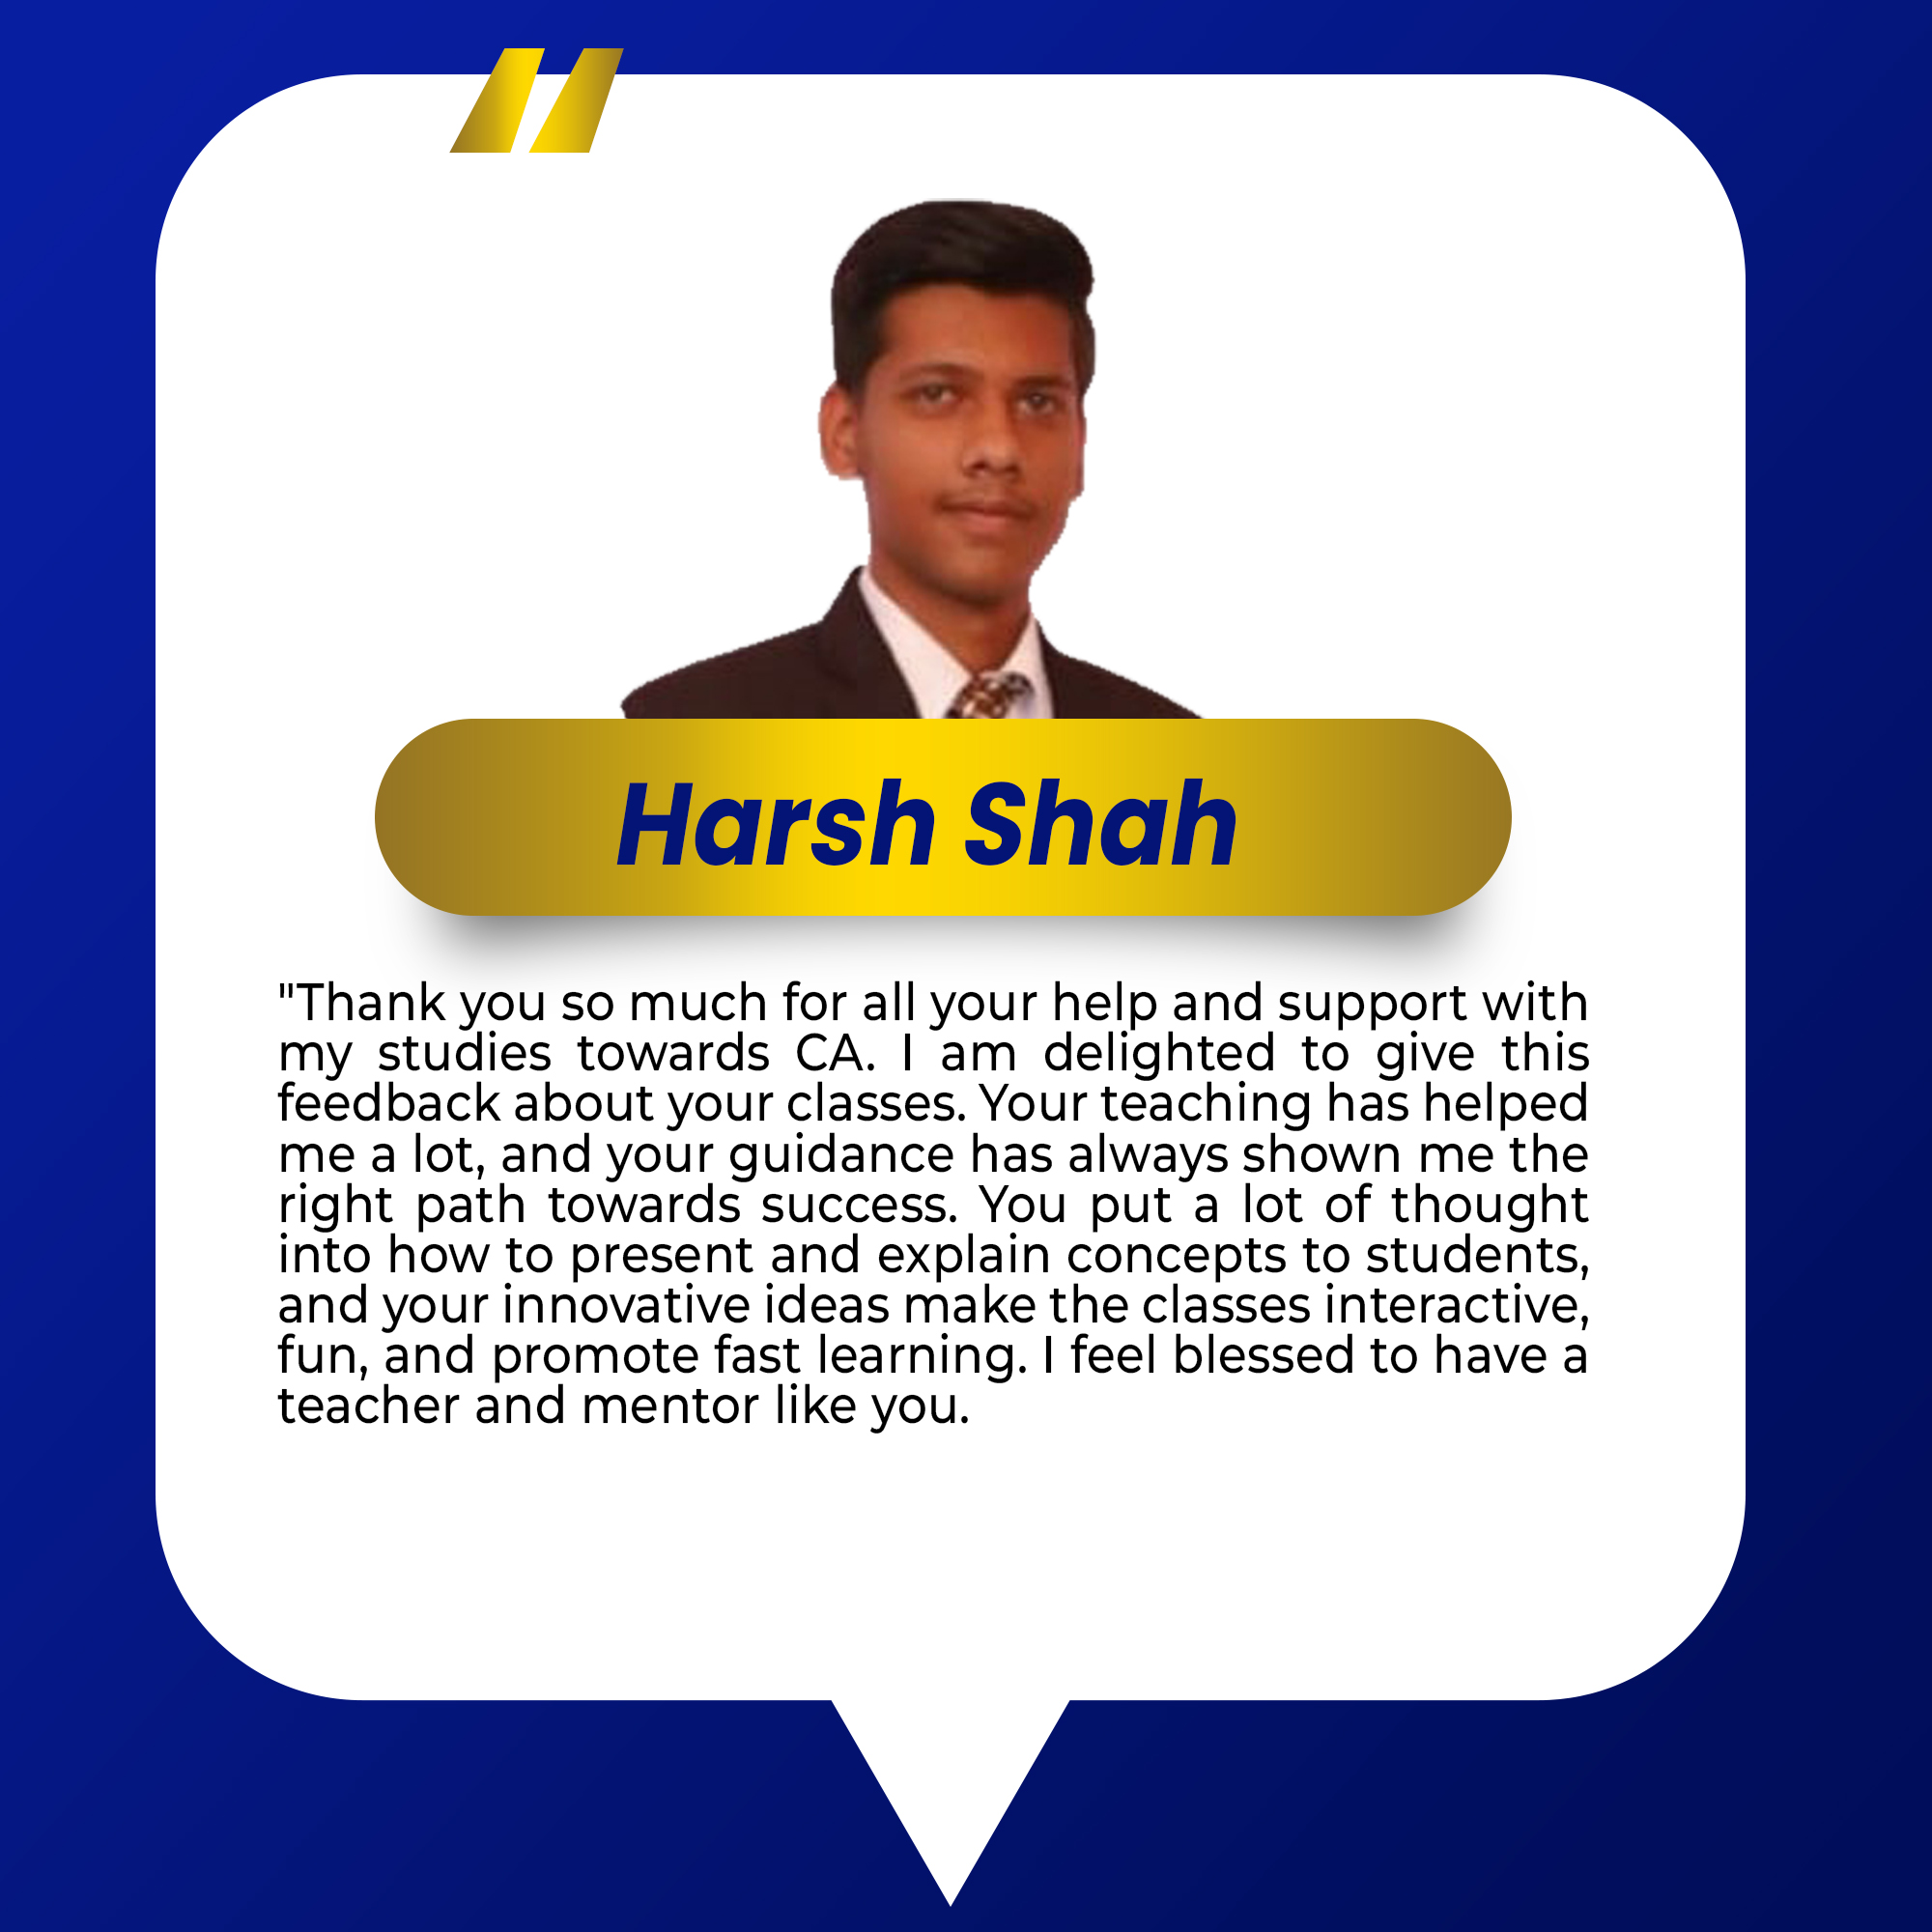 Harsh Shah
"Thank you so much for all your help and support with
my studies towards CA. I am delighted to give this
feedback about your classes. Your teaching has helped
me a lot, and your guidance has always shown me the
right path towards success. You put a lot of thought
into how to present and explain concepts to students,
and your innovative ideas make the classes interactive,
fun, and promote fast learning. I feel blessed to have a
teacher and mentor like you.